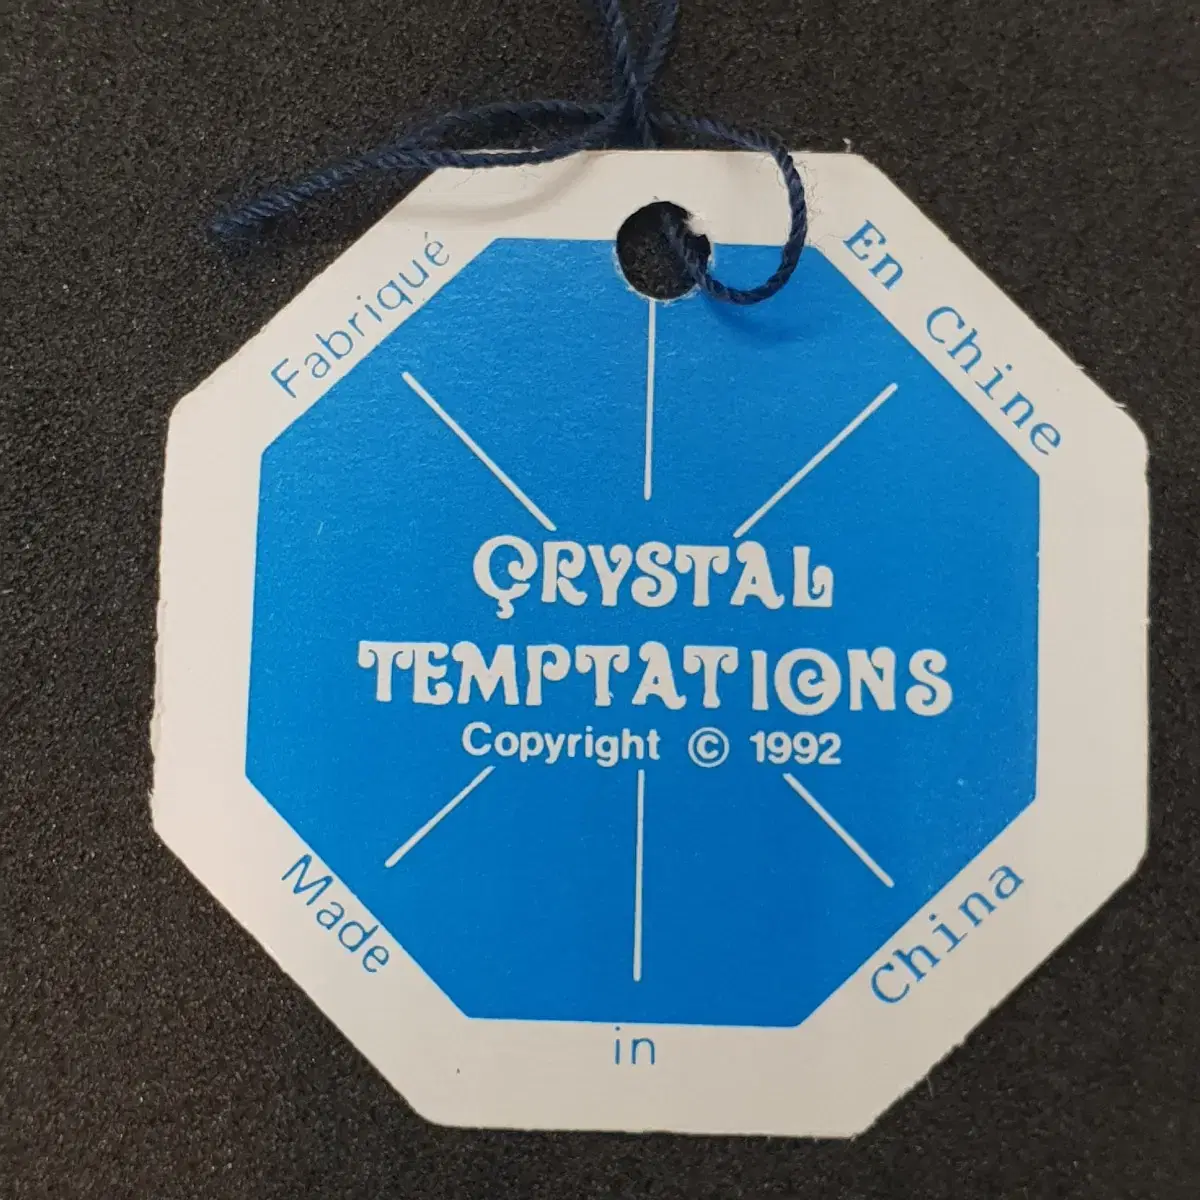 Fabriqué
En Chine
CRYSTAL
TEMPTATIONS
Copyright © 1992
Made
in
China